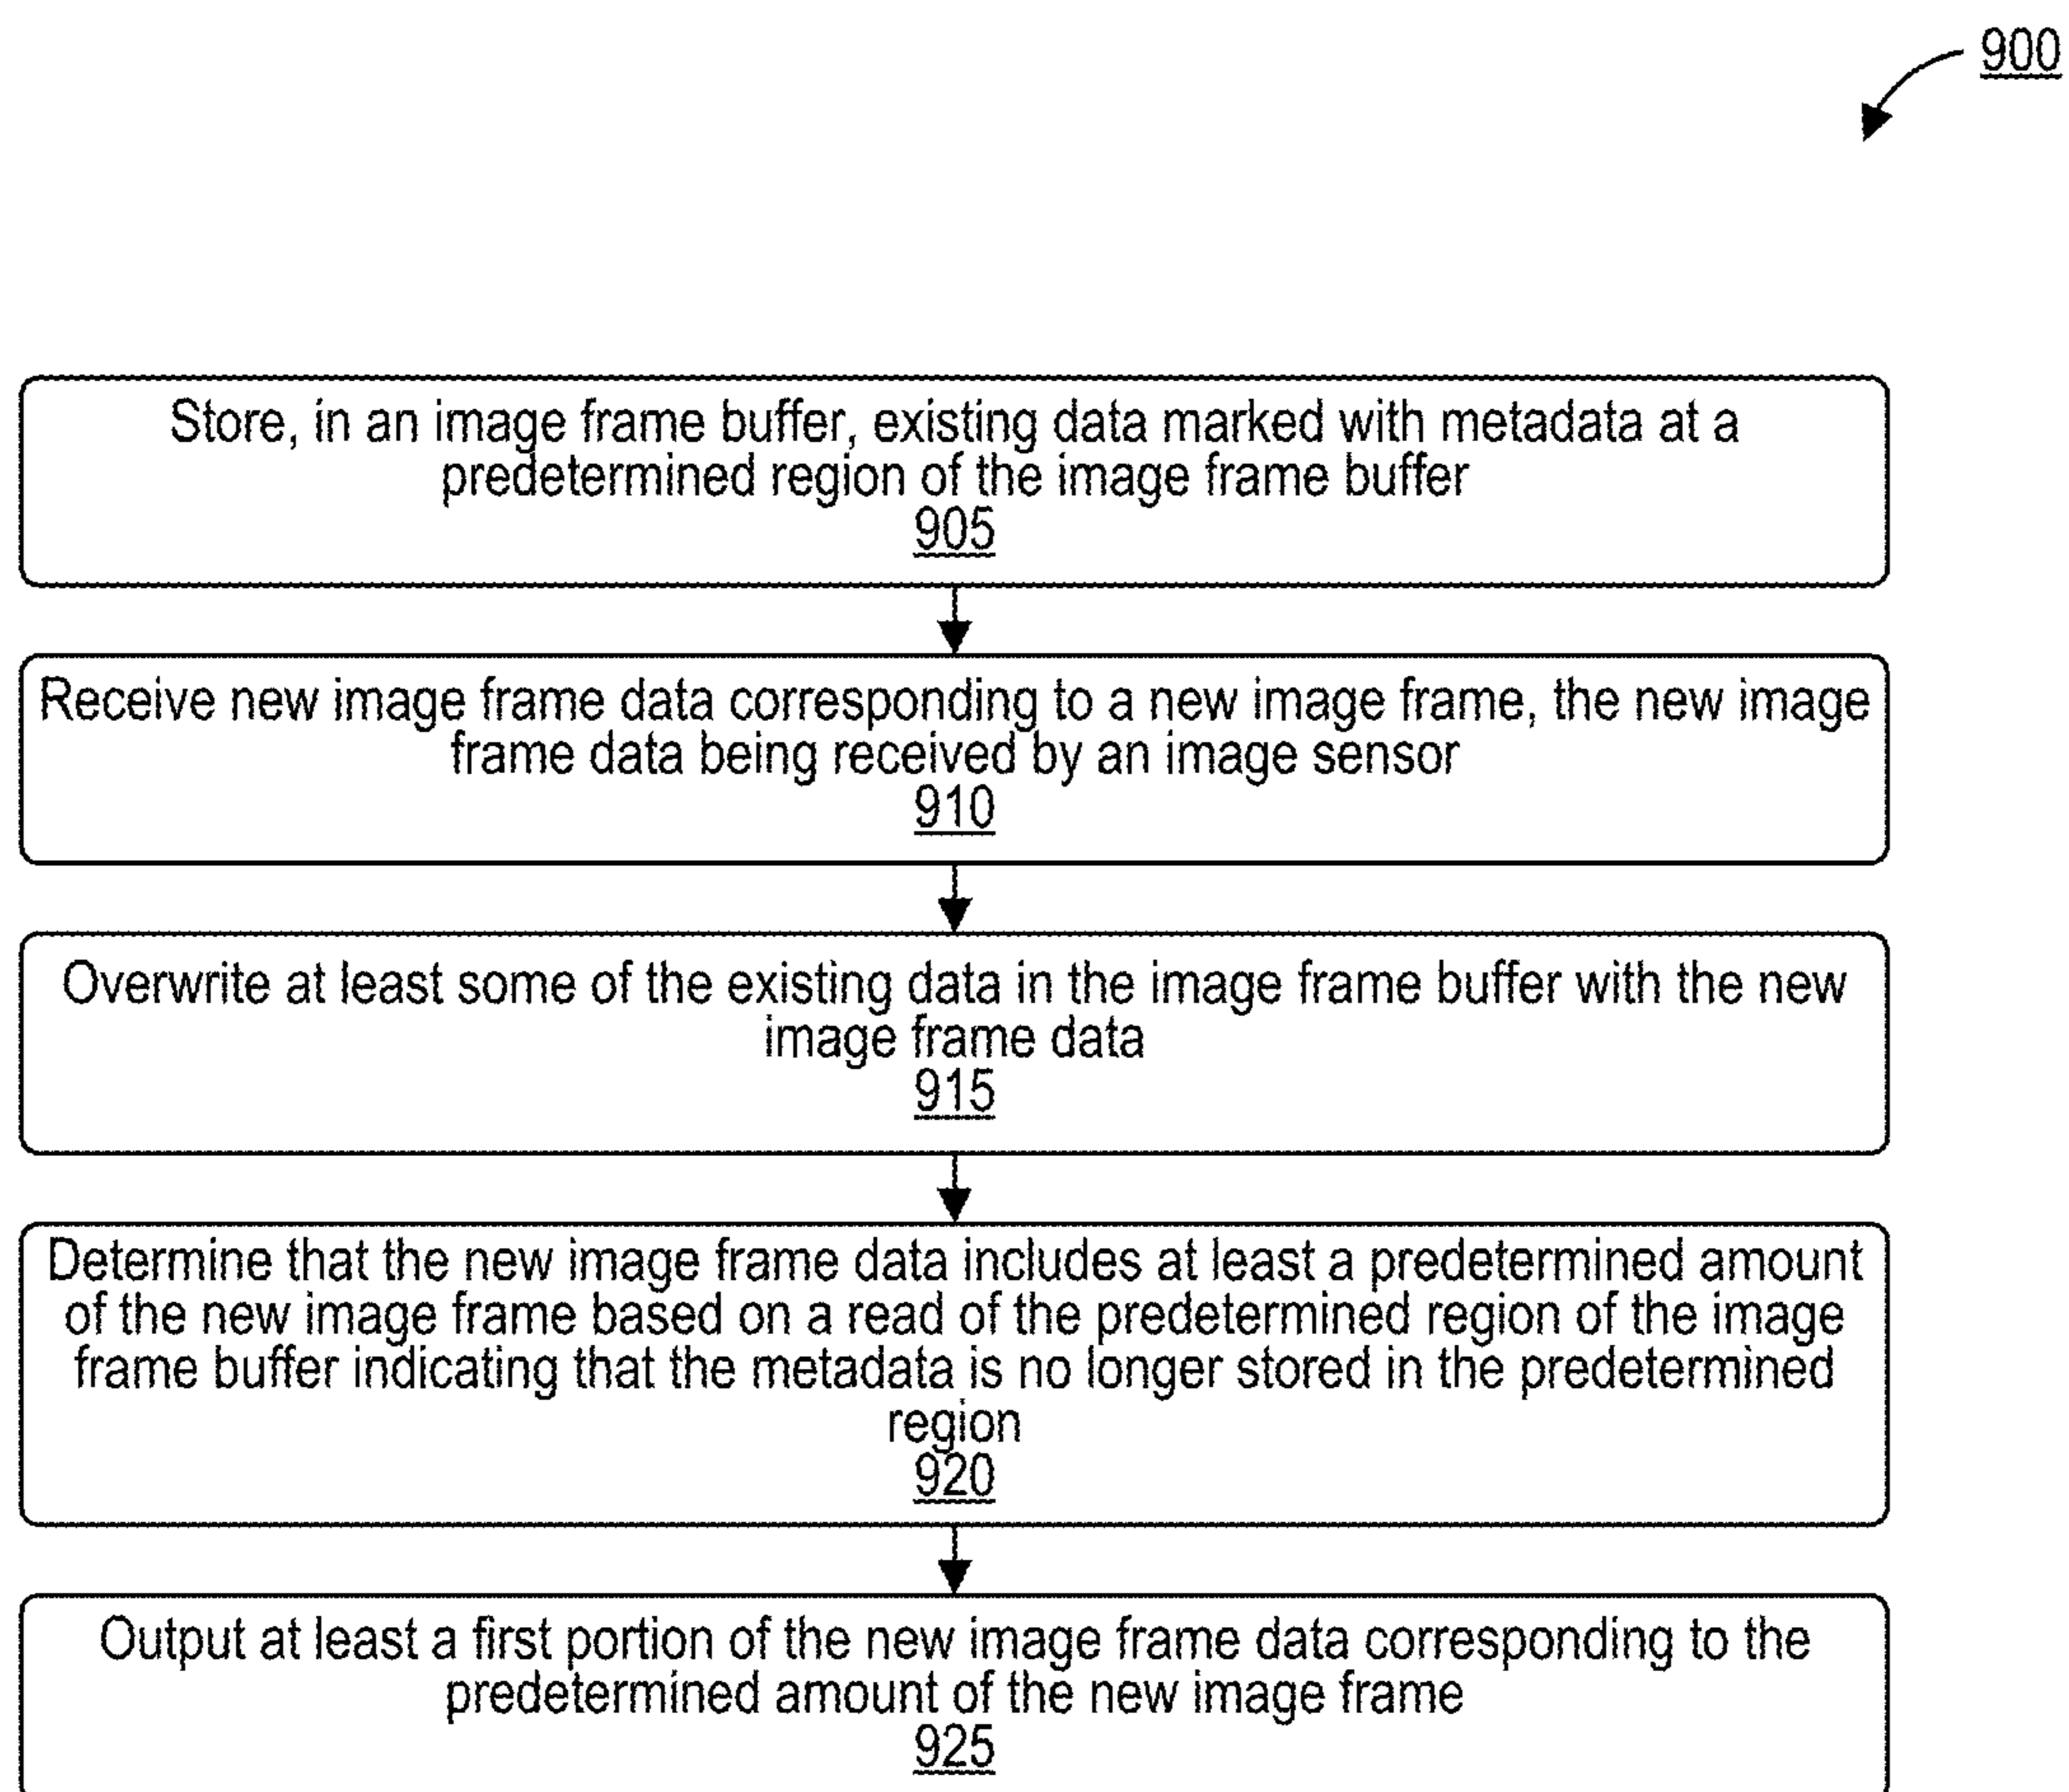 900
Store, in an image frame buffer, existing data marked with metadata at a
predetermined region of the image frame buffer
905
Receive new image frame data corresponding to a new image frame, the new image
frame data being received by an image sensor
910
Overwrite at least some of the existing data in the image frame buffer with the new
image frame data
915
Determine that the new image frame data includes at least a predetermined amount
of the new image frame based on a read of the predetermined region of the image
frame buffer indicating that the metadata is no longer stored in the predetermined
region
920
Output at least a first portion of the new image frame data corresponding to the
predetermined amount of the new image frame
925